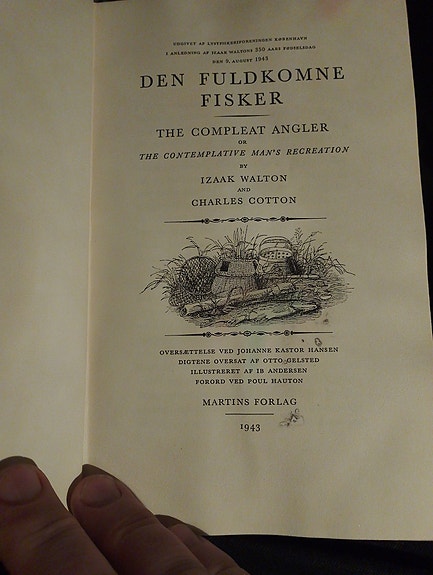 UDGIVET AF LYSTFISKERIFORENINGEN KØBENHAVN
I ANLEDNING AF IZAAK WALTONS 350 AARS FØDSELSDAG
DEN 9. AUGUST 1943
DEN FULDKOMNE
FISKER
THE COMPLEAT ANGLER
OR
THE CONTEMPLATIVE MAN'S RECREATION
BY
IZAAK WALTON
AND
CHARLES COTTON
OVERSÆTTELSE VED JOHANNE KASTOR HANSEN
DIGTENE OVERSAT AF OTTO GELSTED
ILLUSTRERET AF IB ANDERSEN
FORORD VED POUL HAUTON
MARTINS FORLAG
1943